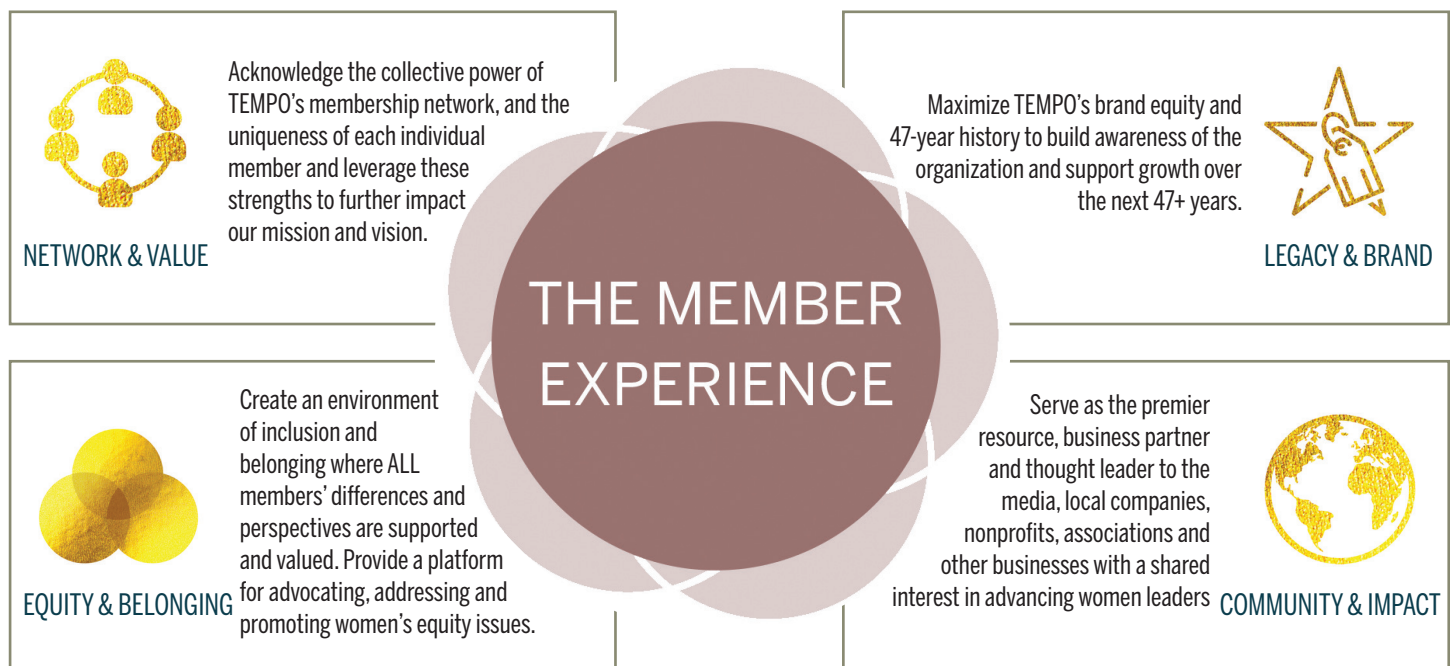 Acknowledge the collective power of
TEMPO's membership network, and the
uniqueness of each individual
member and leverage these
strengths to further impact
our mission and vision.
NETWORK & VALUE
Maximize TEMPO's brand equity and
47-year history to build awareness of the
organization and support growth over
the next 47+ years.
LEGACY & BRAND
THE MEMBER
EXPERIENCE
Create an environment
of inclusion and
belonging where ALL
members' differences and
perspectives are supported
and valued. Provide a platform
for advocating, addressing and
promoting women's equity issues.
EQUITY & BELONGING
Serve as the premier
resource, business partner
and thought leader to the
media, local companies,
nonprofits, associations and
other businesses with a shared
interest in advancing women leaders
COMMUNITY & IMPACT